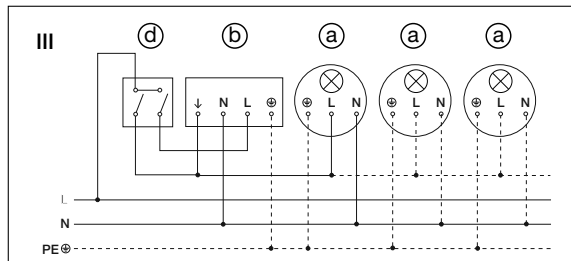 III
d b a a a
↓ N L ⏚ ⏚ L N ⏚ L N ⏚ L N
L
N
PE ⏚